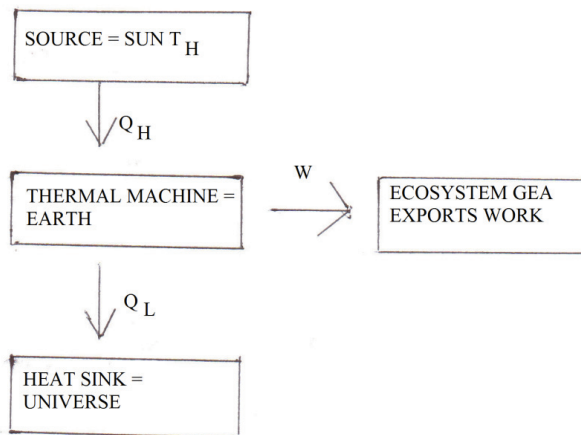 SOURCE = SUN T H
Q H
THERMAL MACHINE =
EARTH
W
ECOSYSTEM GEA
EXPORTS WORK
Q L
HEAT SINK =
UNIVERSE